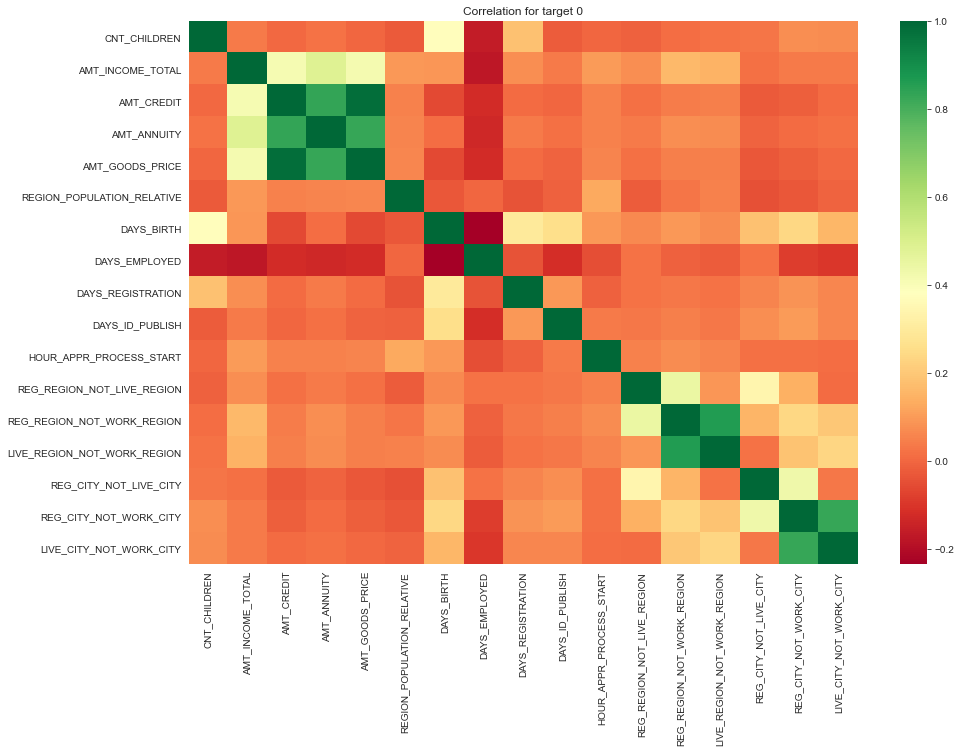 Correlation for target 0
CNT_CHILDREN
AMT_INCOME_TOTAL
AMT_CREDIT
AMT_ANNUITY
AMT_GOODS_PRICE
REGION_POPULATION_RELATIVE
DAYS_BIRTH
DAYS_EMPLOYED
DAYS_REGISTRATION
DAYS_ID_PUBLISH
HOUR_APPR_PROCESS_START
REG_REGION_NOT_LIVE_REGION
REG_REGION_NOT_WORK_REGION
LIVE_REGION_NOT_WORK_REGION
REG_CITY_NOT_LIVE_CITY
REG_CITY_NOT_WORK_CITY
LIVE_CITY_NOT_WORK_CITY
CNT_CHILDREN
AMT_INCOME_TOTAL
AMT_CREDIT
AMT_ANNUITY
AMT_GOODS_PRICE
REGION_POPULATION_RELATIVE
DAYS_BIRTH
DAYS_EMPLOYED
DAYS_REGISTRATION
DAYS_ID_PUBLISH
HOUR_APPR_PROCESS_START
REG_REGION_NOT_LIVE_REGION
REG_REGION_NOT_WORK_REGION
LIVE_REGION_NOT_WORK_REGION
REG_CITY_NOT_LIVE_CITY
REG_CITY_NOT_WORK_CITY
LIVE_CITY_NOT_WORK_CITY
1.0
0.8
0.6
0.4
0.2
0.0
−0.2